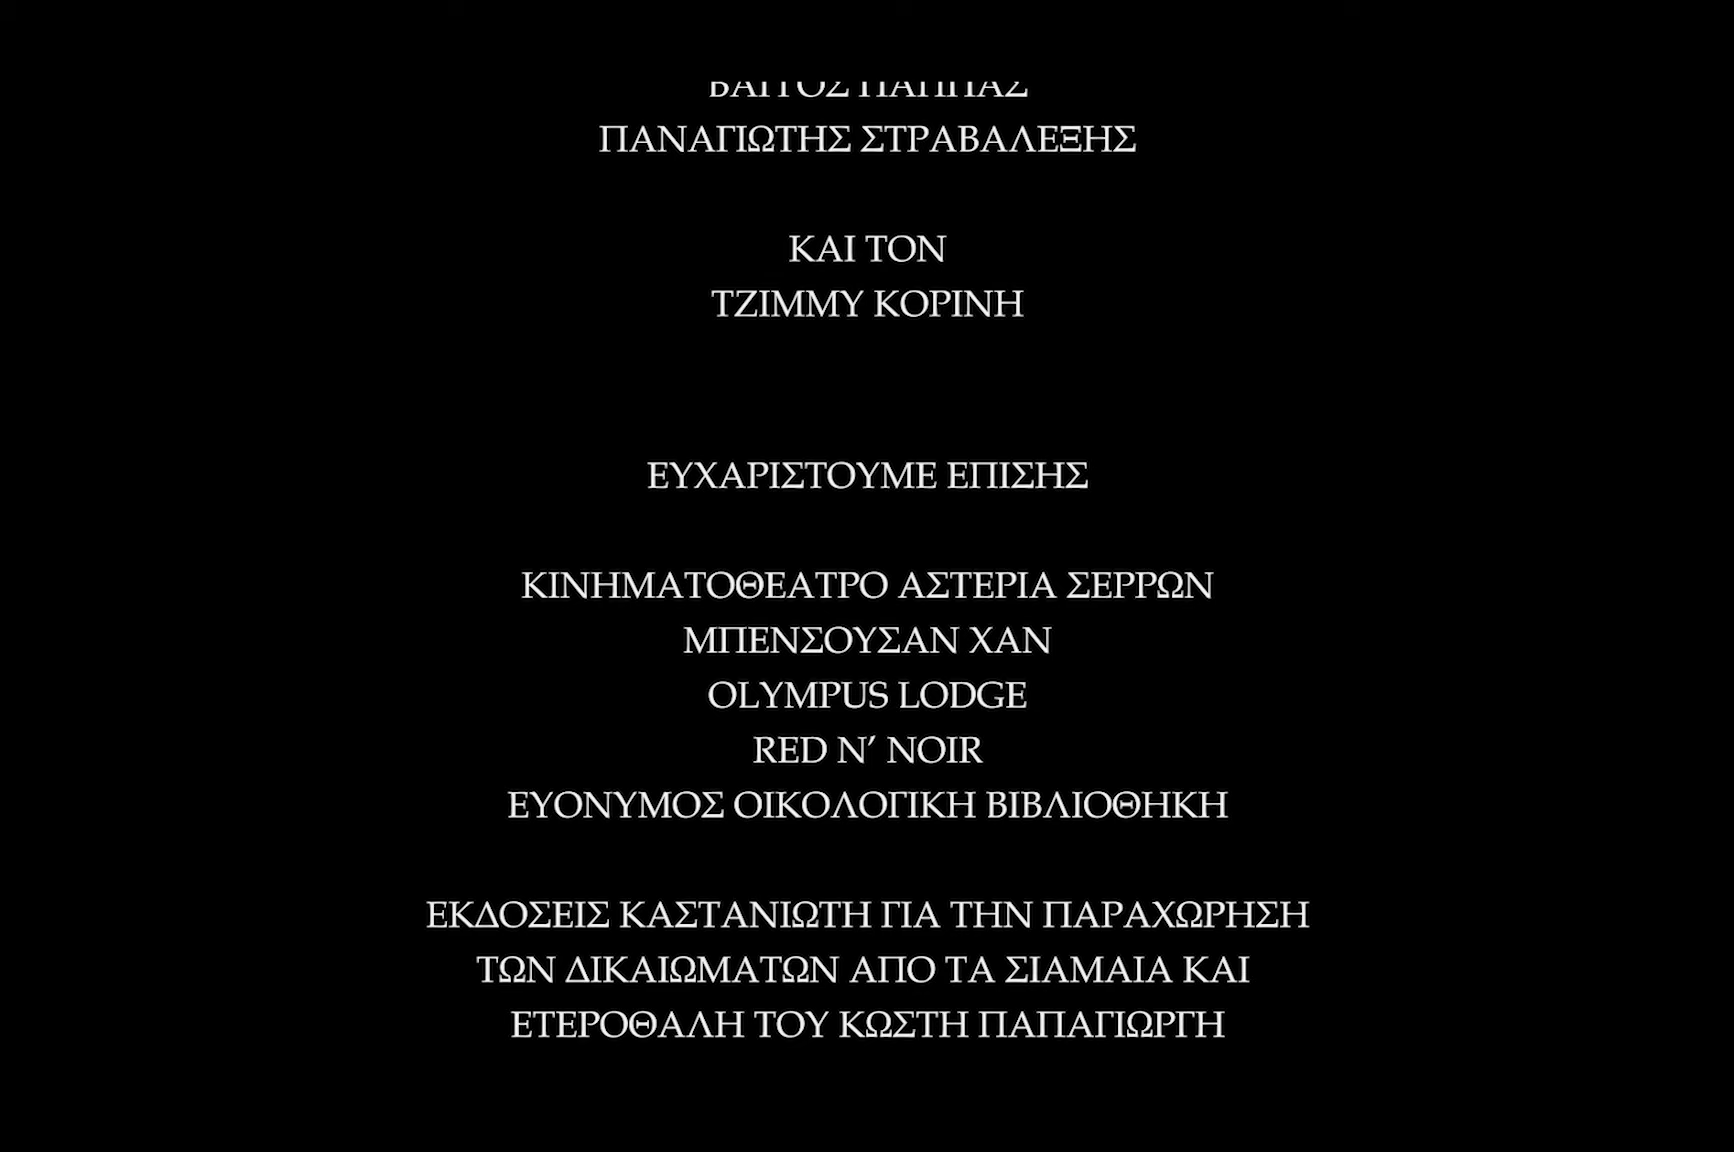 ΠΑΝΑΓΙΩΤΗΣ ΣΤΡΑΒΑΛΕΞΗΣ
ΚΑΙ ΤΟΝ
ΤΖΙΜΜΥ ΚΟΡΙΝΗ
ΕΥΧΑΡΙΣΤΟΥΜΕ ΕΠΙΣΗΣ
ΚΙΝΗΜΑΤΟΘΕΑΤΡΟ ΑΣΤΕΡΙΑ ΣΕΡΡΩΝ
ΜΠΕΝΣΟΥΣΑΝ ΧΑΝ
OLYMPUS LODGE
RED N’ NOIR
ΕΥΟΝΥΜΟΣ ΟΙΚΟΛΟΓΙΚΗ ΒΙΒΛΙΟΘΗΚΗ
ΕΚΔΟΣΕΙΣ ΚΑΣΤΑΝΙΩΤΗ ΓΙΑ ΤΗΝ ΠΑΡΑΧΩΡΗΣΗ
ΤΩΝ ΔΙΚΑΙΩΜΑΤΩΝ ΑΠΟ ΤΑ ΣΙΑΜΑΙΑ ΚΑΙ
ΕΤΕΡΟΘΑΛΗ ΤΟΥ ΚΩΣΤΗ ΠΑΠΑΓΙΩΡΓΗ